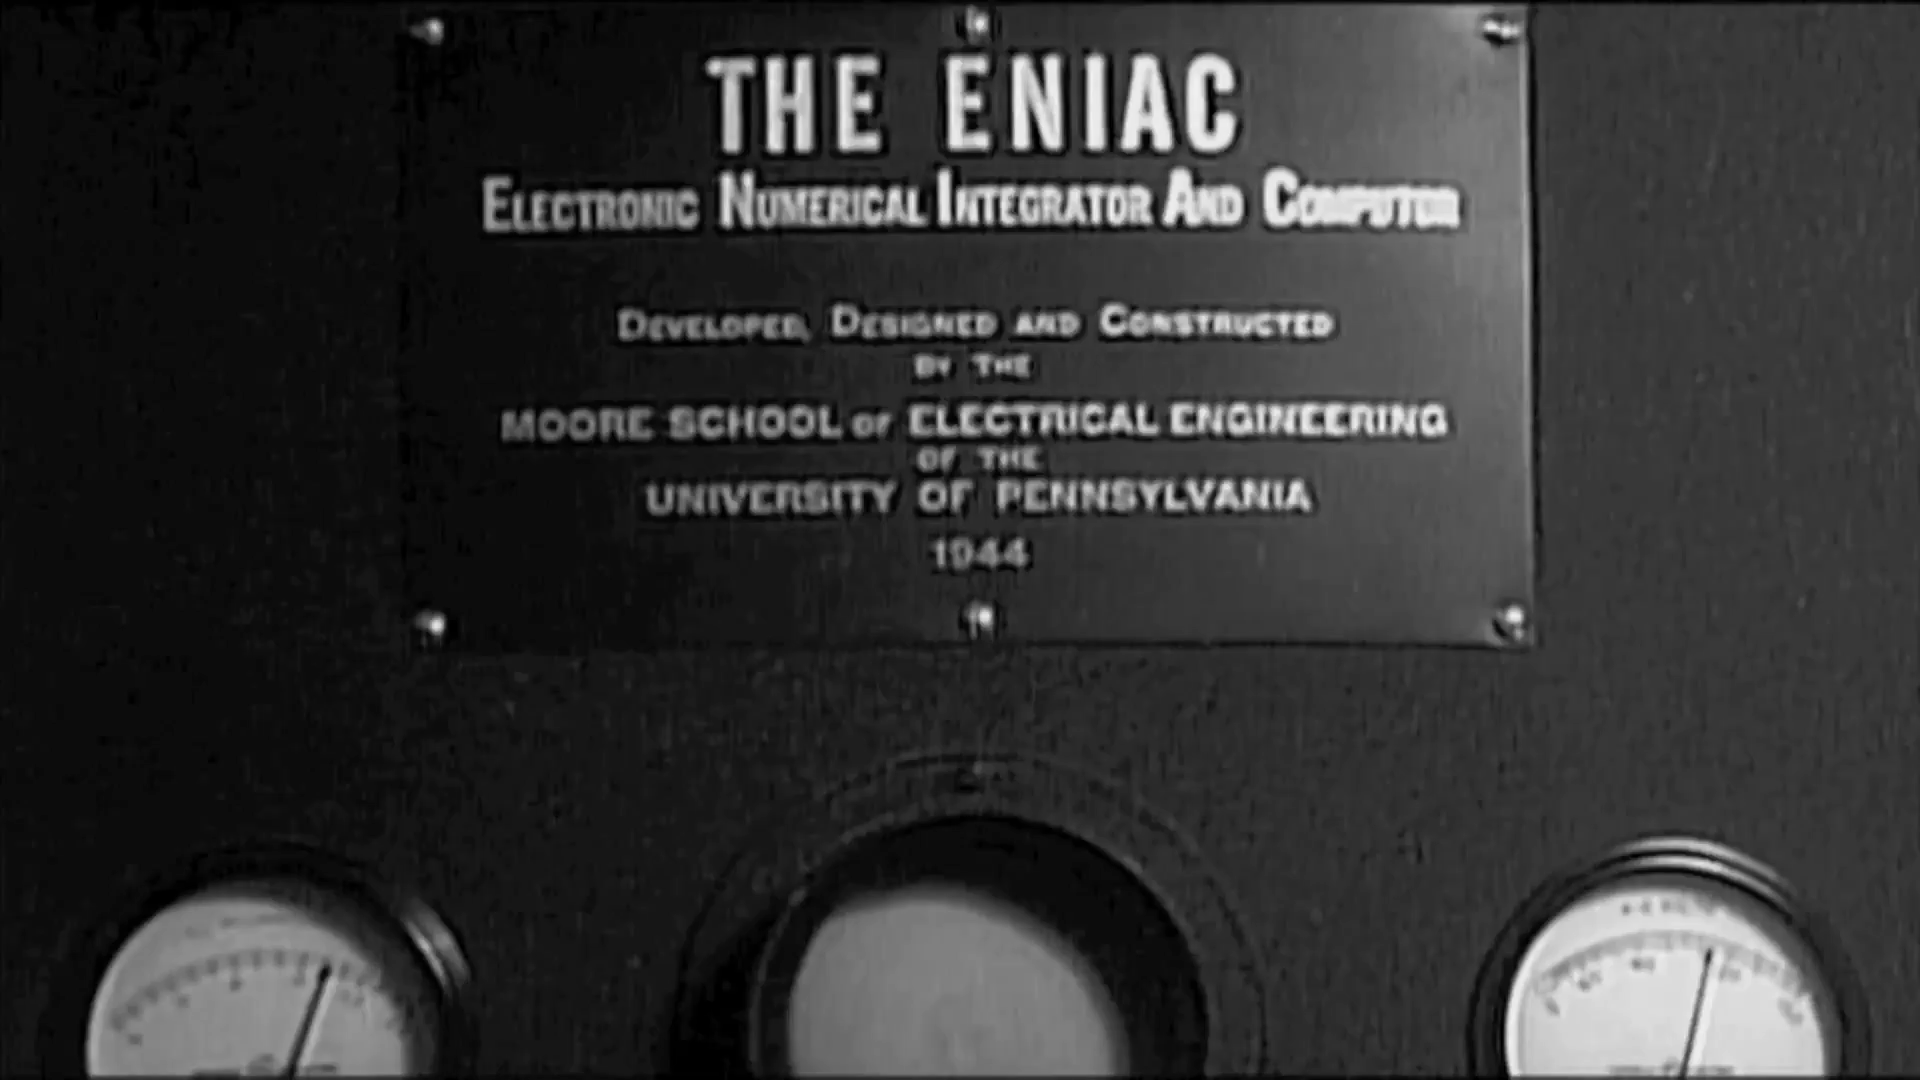 THE ENIAC
ELECTRONIC NUMERICAL INTEGRATOR AND COMPUTOR
DEVELOPED, DESIGNED AND CONSTRUCTED
BY THE
MOORE SCHOOL OF ELECTRICAL ENGINEERING
OF THE
UNIVERSITY OF PENNSYLVANIA
1944